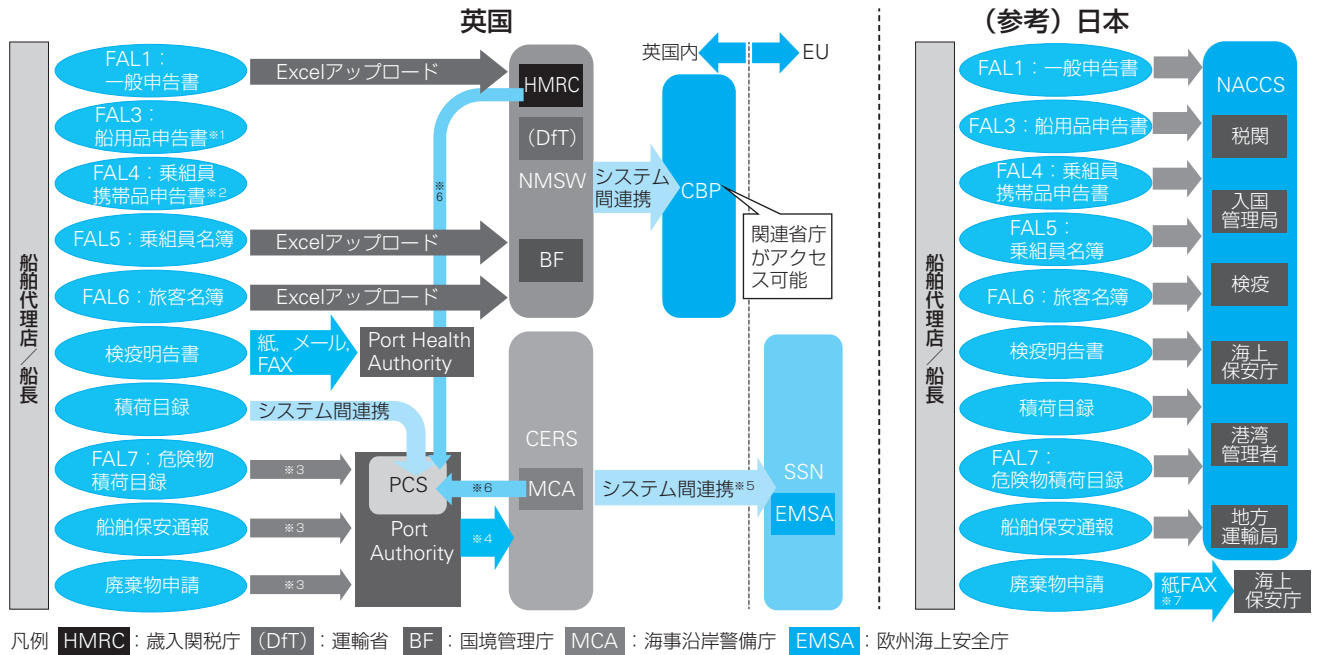 英国
（参考）日本
船舶代理店／船長
FAL1：
一般申告書
FAL3：
船用品申告書※1
FAL4：乗組員
携帯品申告書※2
FAL5：乗組員名簿
FAL6：旅客名簿
検疫明告書
積荷目録
FAL7：危険物
積荷目録
船舶保安通報
廃棄物申請
Excelアップロード
Excelアップロード
Excelアップロード
紙，メール，
FAX
Port Health
Authority
システム間連携
※3
※3
※3
PCS
Port
Authority
※6
※6
※4
HMRC
(DfT)
NMSW
BF
CERS
MCA
システム
間連携
システム間連携※5
英国内
EU
CBP
関連省庁
がアクセ
ス可能
SSN
EMSA
船舶代理店／船長
FAL1：一般申告書
FAL3：船用品申告書
FAL4：乗組員
携帯品申告書
FAL5：
乗組員名簿
FAL6：旅客名簿
検疫明告書
積荷目録
FAL7：
危険物積荷目録
船舶保安通報
廃棄物申請
NACCS
税関
入国
管理局
検疫
海上
保安庁
港湾
管理者
地方
運輸局
紙FAX
※7
海上
保安庁
凡例 HMRC：歳入関税庁 (DfT)：運輸省 BF：国境管理庁 MCA：海事沿岸警備庁 EMSA：欧州海上安全庁